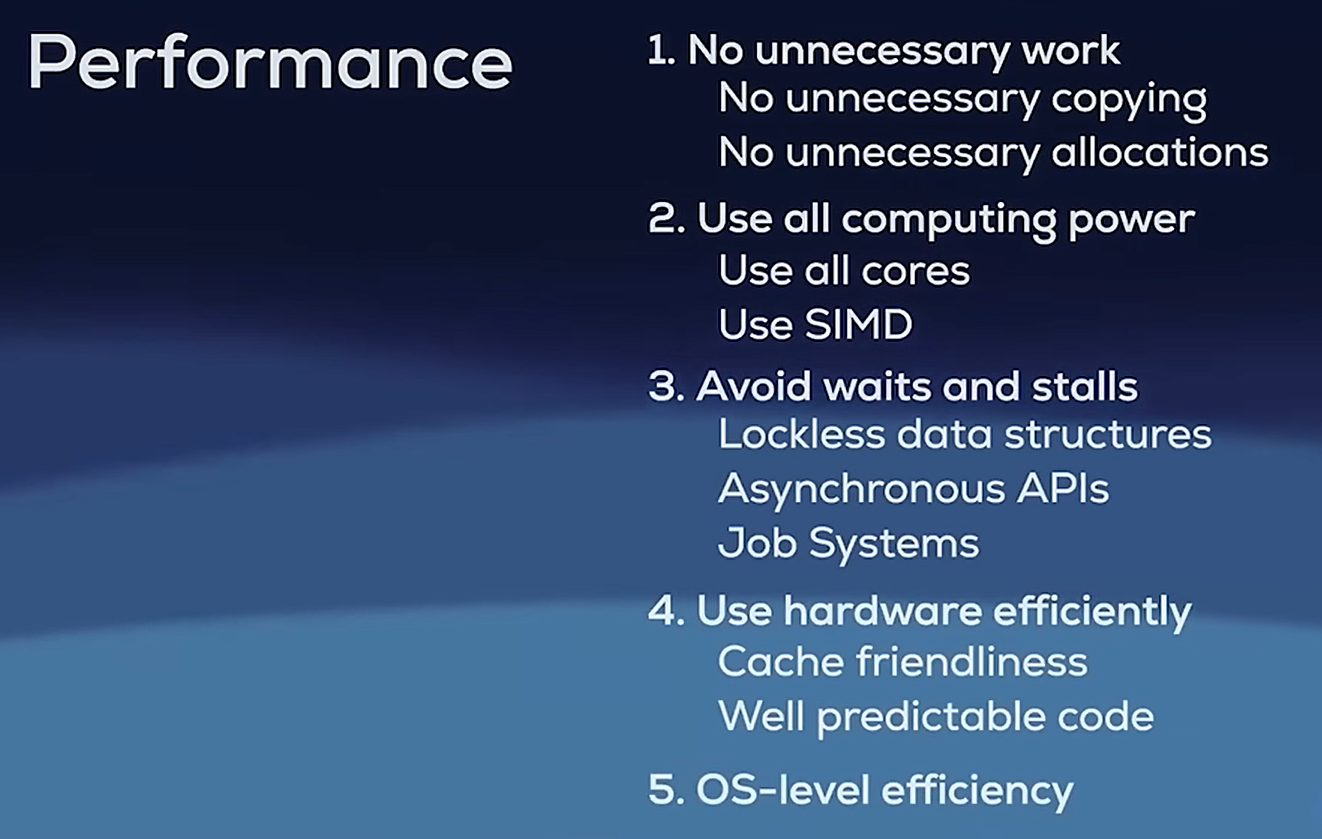 Performance
1. No unnecessary work
No unnecessary copying
No unnecessary allocations
2. Use all computing power
Use all cores
Use SIMD
3. Avoid waits and stalls
Lockless data structures
Asynchronous APIs
Job Systems
4. Use hardware efficiently
Cache friendliness
Well predictable code
5. OS-level efficiency